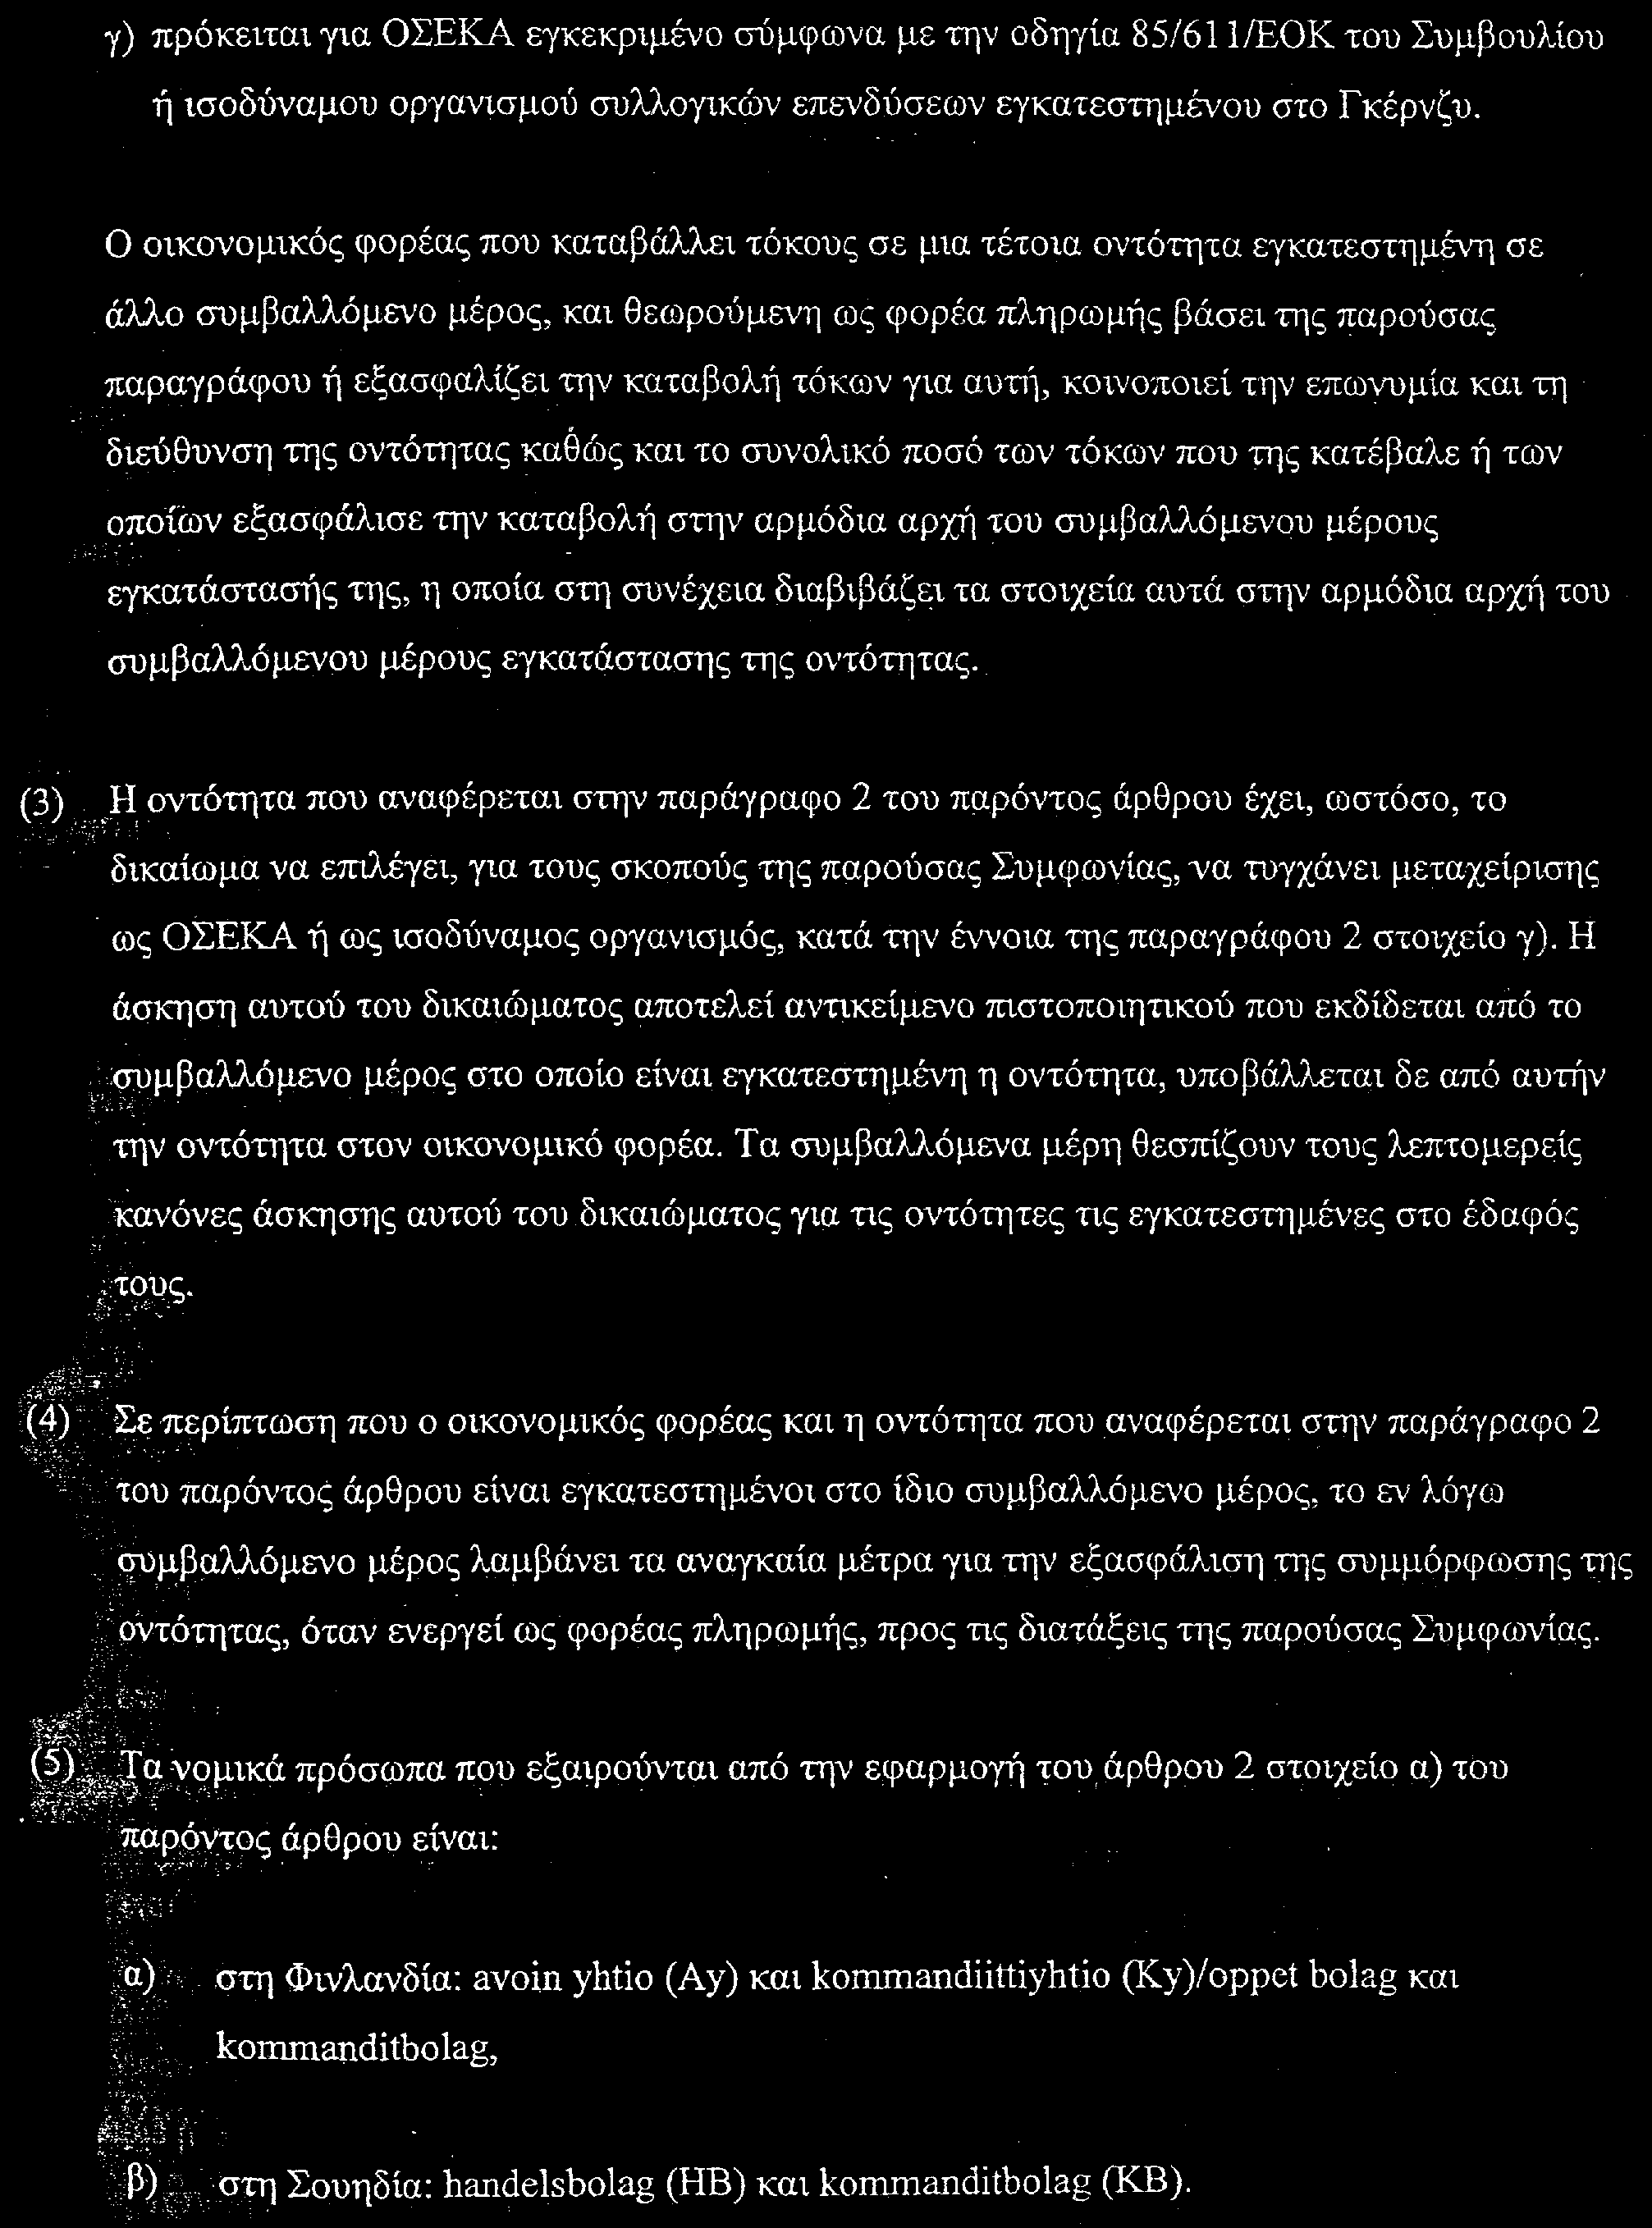 γ) πρόκειται για ΟΣΕΚΑ εγκεκριμένο σύμφωνα με την οδηγία 85/611/ΕΟΚ του Συμβουλίου
ή ισοδύναμου οργανισμού συλλογικών επενδύσεων εγκατεστημένου στο Γκέρνζυ.
Ο οικονομικός φορέας που καταβάλλει τόκους σε μια τέτοια οντότητα εγκατεστημένη σε
άλλο συμβαλλόμενο μέρος, και θεωρούμενη ως φορέα πληρωμής βάσει της παρούσας
παραγράφου ή εξασφαλίζει την καταβολή τόκων για αυτή, κοινοποιεί την επωνυμία και τη
διεύθυνση της οντότητας καθώς και το συνολικό ποσό των τόκων που της κατέβαλε ή των
οποίων εξασφάλισε την καταβολή στην αρμόδια αρχή του συμβαλλόμενου μέρους
εγκατάστασής της, η οποία στη συνέχεια διαβιβάζει τα στοιχεία αυτά στην αρμόδια αρχή του
συμβαλλόμενου μέρους εγκατάστασης της οντότητας.
(3) Η οντότητα που αναφέρεται στην παράγραφο 2 του παρόντος άρθρου έχει, ωστόσο, το
δικαίωμα να επιλέγει, για τους σκοπούς της παρούσας Συμφωνίας, να τυγχάνει μεταχείρισης
ως ΟΣΕΚΑ ή ως ισοδύναμος οργανισμός, κατά την έννοια της παραγράφου 2 στοιχείο γ). Η
άσκηση αυτού του δικαιώματος αποτελεί αντικείμενο πιστοποιητικού που εκδίδεται από το
συμβαλλόμενο μέρος στο οποίο είναι εγκατεστημένη η οντότητα, υποβάλλεται δε από αυτήν
την οντότητα στον οικονομικό φορέα. Τα συμβαλλόμενα μέρη θεσπίζουν τους λεπτομερείς
κανόνες άσκησης αυτού του δικαιώματος για τις οντότητες τις εγκατεστημένες στο έδαφός
τους.
(4) Σε περίπτωση που ο οικονομικός φορέας και η οντότητα που αναφέρεται στην παράγραφο 2
του παρόντος άρθρου είναι εγκατεστημένοι στο ίδιο συμβαλλόμενο μέρος, το εν λόγω
συμβαλλόμενο μέρος λαμβάνει τα αναγκαία μέτρα για την εξασφάλιση της συμμόρφωσης της
οντότητας, όταν ενεργεί ως φορέας πληρωμής, προς τις διατάξεις της παρούσας Συμφωνίας.
(5) Τα νομικά πρόσωπα που εξαιρούνται από την εφαρμογή του άρθρου 2 στοιχείο α) του
παρόντος άρθρου είναι:
α) στη Φινλανδία: avoin yhtio (Ay) και kommandiittiyhtio (Ky)/oppet bolag και
kommanditbolag,
β) στη Σουηδία: handelsbolag (HB) και kommanditbolag (KB).